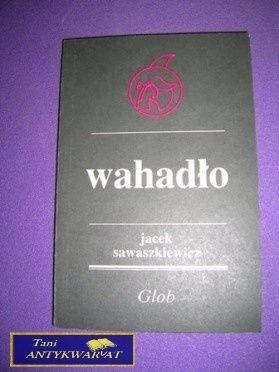 wahadło
jacek
sawaszkiewicz
Glob
Tani
ANTYKWARIAT